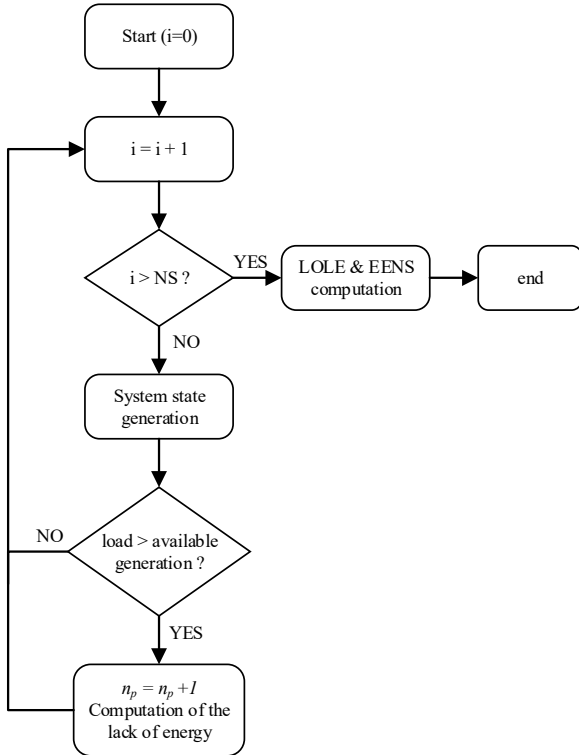 Start (i=0)
i = i + 1
i > NS ?
YES
LOLE & EENS
computation
end
NO
System state
generation
NO
load > available
generation ?
YES
n_p = n_p +1
Computation of the
lack of energy